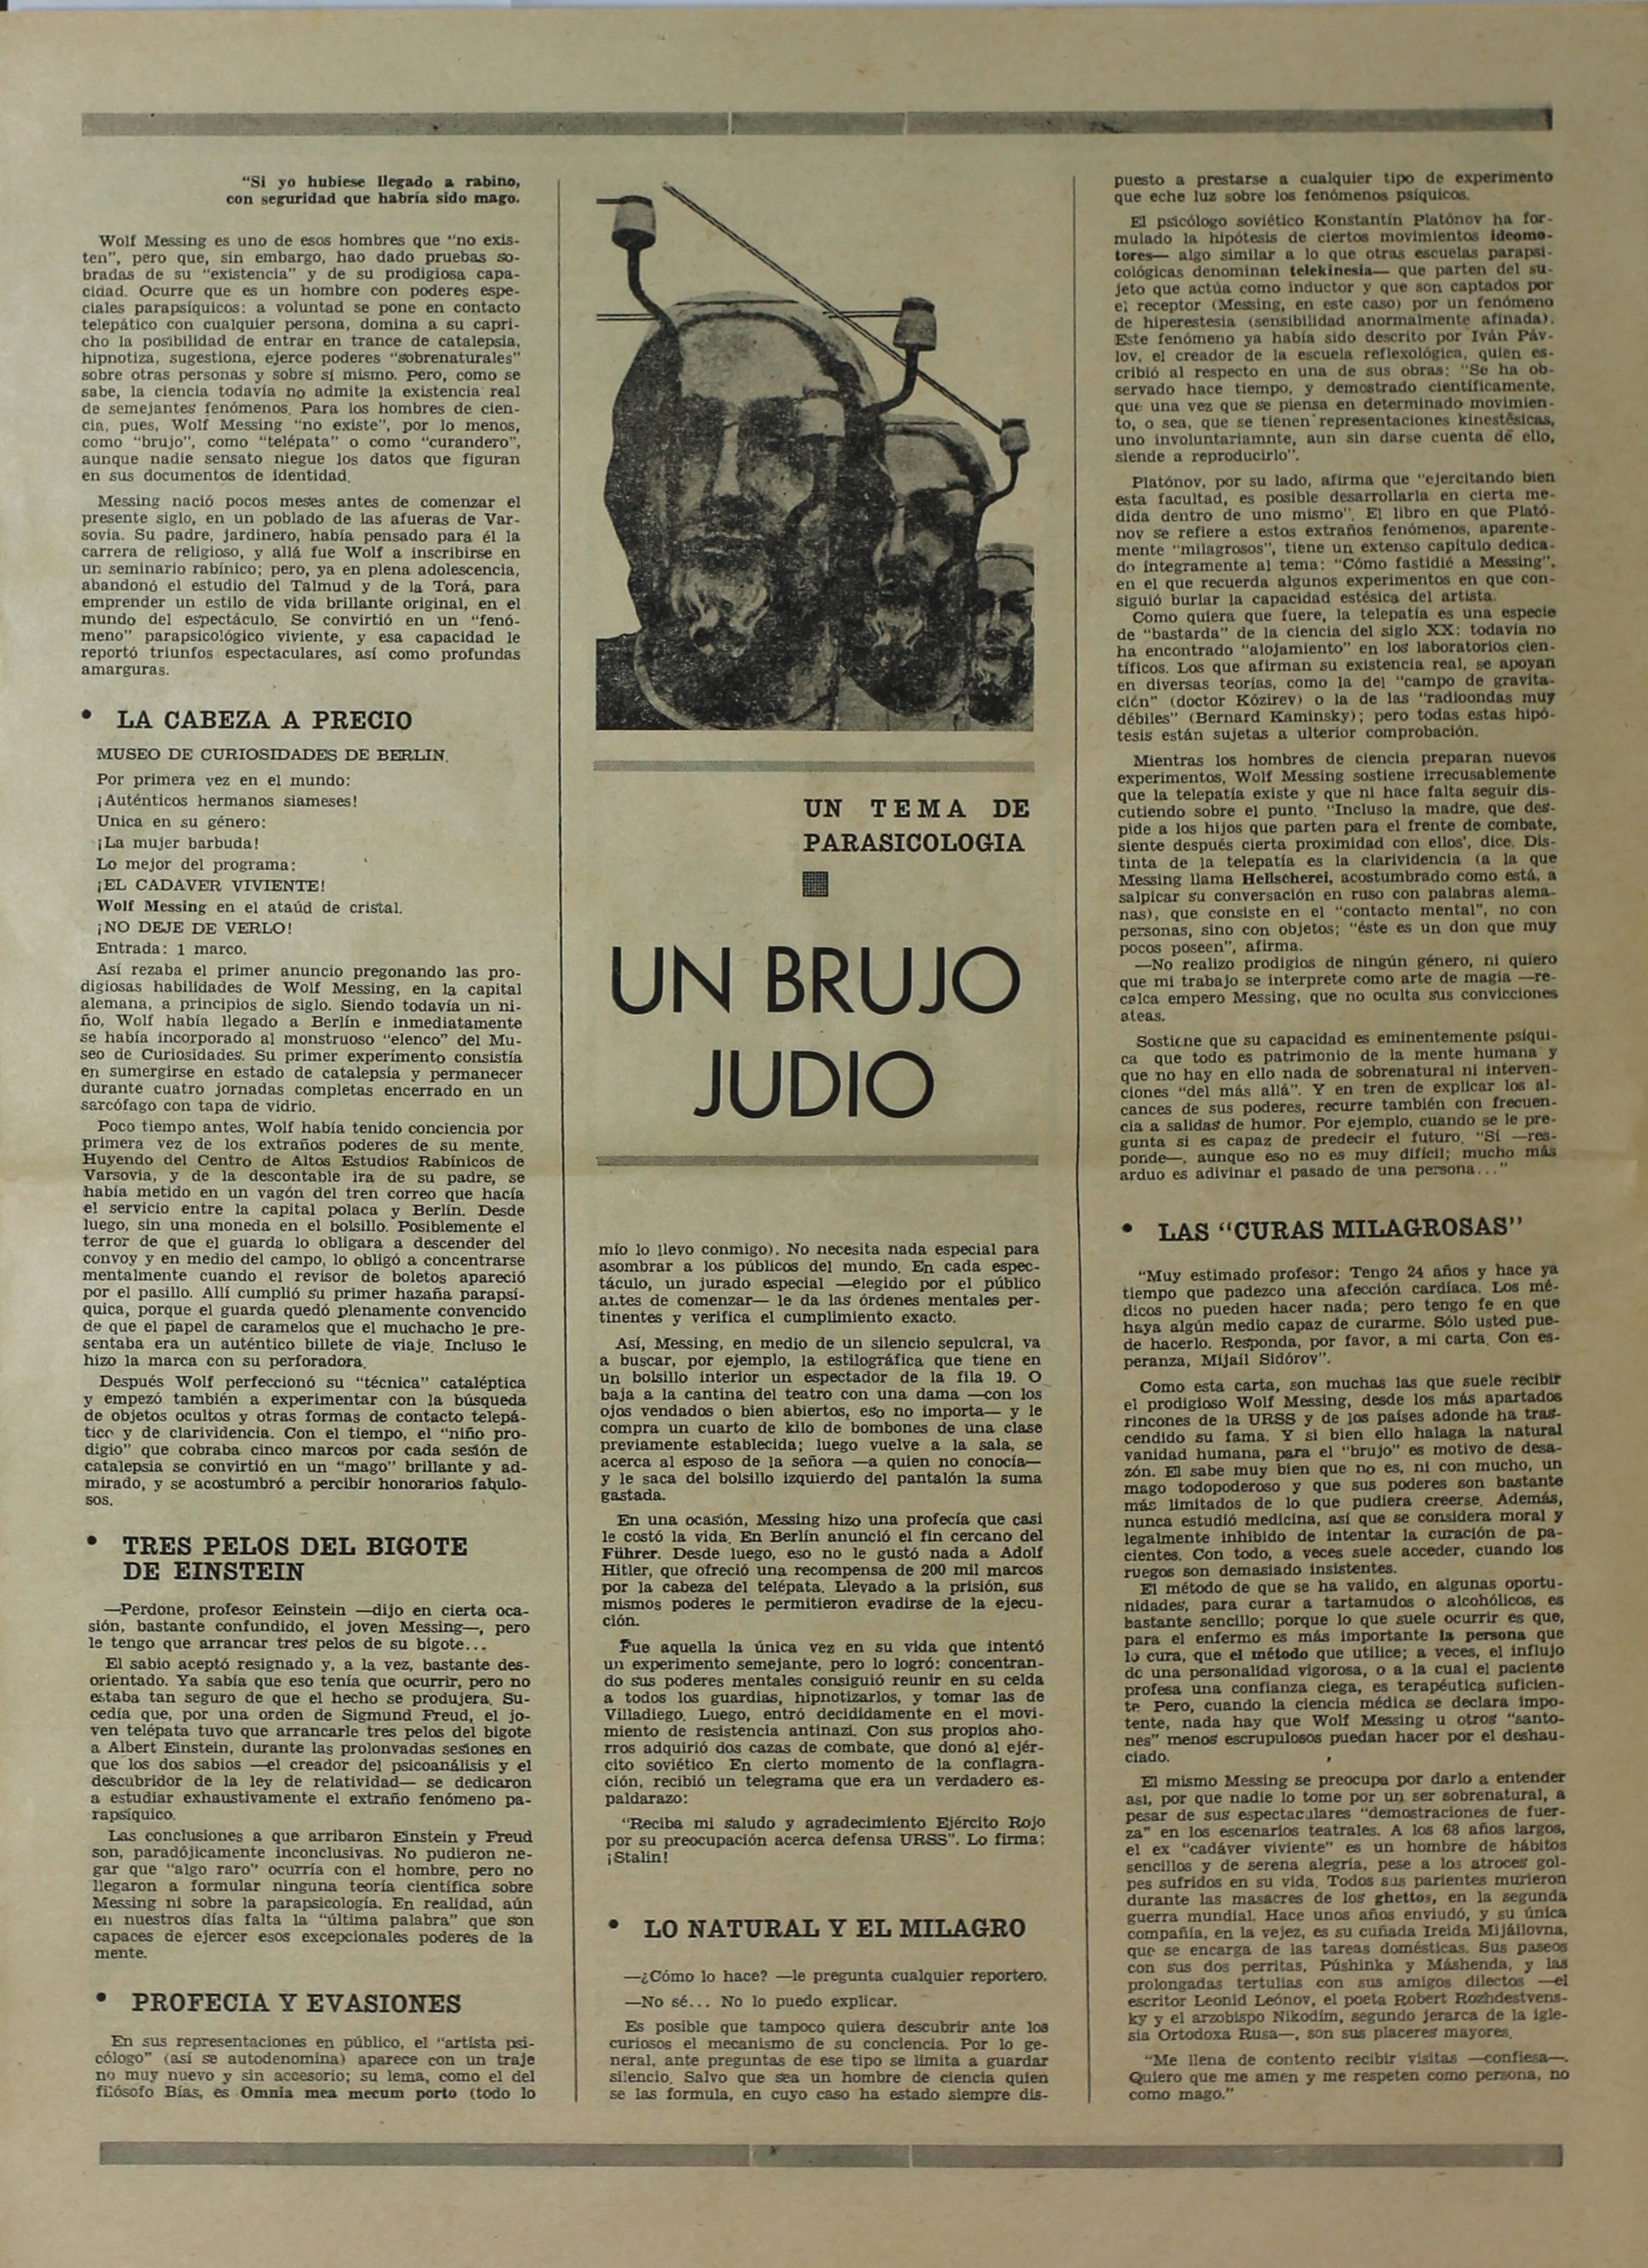 "Si yo hubiese llegado a rabino,
con seguridad que habría sido mago.
Wolf Messing es uno de esos hombres que "no exis-
ten", pero que, sin embargo, hao dado pruebas so-
bradas de su "existencia" y de su prodigiosa capa-
cidad. Ocurre que es un hombre con poderes espe-
ciales parapsíquicos: a voluntad se pone en contacto
telepático con cualquier persona, domina a su capri-
cho la posibilidad de entrar en trance de catalepsia,
hipnotiza, sugestiona, ejerce poderes "sobrenaturales"
sobre otras personas y sobre sí mismo. Pero, como se
sabe, la ciencia todavía no admite la existencia real
de semejantes fenómenos. Para los hombres de cien-
cia, pues, Wolf Messing "no existe", por lo menos,
como "brujo", como "telépata" o como "curandero",
aunque nadie sensato niegue los datos que figuran
en sus documentos de identidad.
Messing nació pocos meses antes de comenzar el
presente siglo, en un poblado de las afueras de Var-
sovia. Su padre, jardinero, había pensado para él la
carrera de religioso, y allá fue Wolf a inscribirse en
un seminario rabínico; pero, ya en plena adolescencia,
abandonó el estudio del Talmud y de la Torá, para
emprender un estilo de vida brillante original, en el
mundo del espectáculo. Se convirtió en un "fenó-
meno" parapsicológico viviente, y esa capacidad le
reportó triunfos espectaculares, así como profundas
amarguras.
• LA CABEZA A PRECIO
MUSEO DE CURIOSIDADES DE BERLIN.
Por primera vez en el mundo:
¡Auténticos hermanos siameses!
Unica en su género:
¡La mujer barbuda!
Lo mejor del programa:
¡EL CADAVER VIVIENTE!
Wolf Messing en el ataúd de cristal.
¡NO DEJE DE VERLO!
Entrada: 1 marco.
Así rezaba el primer anuncio pregonando las pro-
digiosas habilidades de Wolf Messing, en la capital
alemana, a principios de siglo. Siendo todavía un ni-
ño, Wolf había llegado a Berlín e inmediatamente
se había incorporado al monstruoso "elenco" del Mu-
seo de Curiosidades. Su primer experimento consistía
en sumergirse en estado de catalepsia y permanecer
durante cuatro jornadas completas encerrado en un
sarcófago con tapa de vidrio.
Poco tiempo antes, Wolf había tenido conciencia por
primera vez de los extraños poderes de su mente.
Huyendo del Centro de Altos Estudios Rabínicos de
Varsovia, y de la descontable ira de su padre, se
había metido en un vagón del tren correo que hacía
el servicio entre la capital polaca y Berlín. Desde
luego, sin una moneda en el bolsillo. Posiblemente el
terror de que el guarda lo obligara a descender del
convoy y en medio del campo, lo obligó a concentrarse
mentalmente cuando el revisor de boletos apareció
por el pasillo. Allí cumplió su primer hazaña parapsí-
quica, porque el guarda quedó plenamente convencido
de que el papel de caramelos que el muchacho le pre-
sentaba era un auténtico billete de viaje. Incluso le
hizo la marca con su perforadora.
Después Wolf perfeccionó su "técnica" cataléptica
y empezó también a experimentar con la búsqueda
de objetos ocultos y otras formas de contacto telepá-
tico y de clarividencia. Con el tiempo, el "niño pro-
digio" que cobraba cinco marcos por cada sesión de
catalepsia se convirtió en un "mago" brillante y ad-
mirado, y se acostumbró a percibir honorarios fabulo-
sos.
• TRES PELOS DEL BIGOTE
DE EINSTEIN
—Perdone, profesor Eeinstein —dijo en cierta oca-
sión, bastante confundido, el joven Messing—, pero
le tengo que arrancar tres pelos de su bigote...
El sabio aceptó resignado y, a la vez, bastante des-
orientado. Ya sabía que eso tenía que ocurrir, pero no
estaba tan seguro de que el hecho se produjera. Su-
cedía que, por una orden de Sigmund Freud, el jo-
ven telépata tuvo que arrancarle tres pelos del bigote
a Albert Einstein, durante las prolonvadas sesiones en
que los dos sabios —el creador del psicoanálisis y el
descubridor de la ley de relatividad— se dedicaron
a estudiar exhaustivamente el extraño fenómeno pa-
rapsíquico.
Las conclusiones a que arribaron Einstein y Freud
son, paradójicamente inconclusivas. No pudieron ne-
gar que "algo raro" ocurría con el hombre, pero no
llegaron a formular ninguna teoría científica sobre
Messing ni sobre la parapsicología. En realidad, aún
en nuestros días falta la "última palabra" que son
capaces de ejercer esos excepcionales poderes de la
mente.
• PROFECIA Y EVASIONES
En sus representaciones en público, el "artista psi-
cólogo" (así se autodenomina) aparece con un traje
no muy nuevo y sin accesorio; su lema, como el del
filósofo Bías, es Omnia mea mecum porto (todo lo
UN TEMA DE
PARASICOLOGIA
UN BRUJO
JUDIO
mío lo llevo conmigo). No necesita nada especial para
asombrar a los públicos del mundo. En cada espec-
táculo, un jurado especial —elegido por el público
antes de comenzar— le da las órdenes mentales per-
tinentes y verifica el cumplimiento exacto.
Así, Messing, en medio de un silencio sepulcral, va
a buscar, por ejemplo, la estilográfica que tiene en
un bolsillo interior un espectador de la fila 19. O
baja a la cantina del teatro con una dama —con los
ojos vendados o bien abiertos, eso no importa— y le
compra un cuarto de kilo de bombones de una clase
previamente establecida; luego vuelve a la sala, se
acerca al esposo de la señora —a quien no conocía—
y le saca del bolsillo izquierdo del pantalón la suma
gastada.
En una ocasión, Messing hizo una profecía que casi
le costó la vida. En Berlín anunció el fin cercano del
Führer. Desde luego, eso no le gustó nada a Adolf
Hitler, que ofreció una recompensa de 200 mil marcos
por la cabeza del telépata. Llevado a la prisión, sus
mismos poderes le permitieron evadirse de la ejecu-
ción.
Fue aquella la única vez en su vida que intentó
un experimento semejante, pero lo logró: concentran-
do sus poderes mentales consiguió reunir en su celda
a todos los guardias, hipnotizarlos, y tomar las de
Villadiego. Luego, entró decididamente en el movi-
miento de resistencia antinazi. Con sus propios aho-
rros adquirió dos cazas de combate, que donó al ejér-
cito soviético En cierto momento de la conflagra-
ción, recibió un telegrama que era un verdadero es-
paldarazo:
"Reciba mi saludo y agradecimiento Ejército Rojo
por su preocupación acerca defensa URSS". Lo firma:
¡Stalin!
• LO NATURAL Y EL MILAGRO
—¿Cómo lo hace? —le pregunta cualquier reportero.
—No sé... No lo puedo explicar.
Es posible que tampoco quiera descubrir ante los
curiosos el mecanismo de su conciencia. Por lo ge-
neral, ante preguntas de ese tipo se limita a guardar
silencio. Salvo que sea un hombre de ciencia quien
se las formula, en cuyo caso ha estado siempre dis-
puesto a prestarse a cualquier tipo de experimento
que eche luz sobre los fenómenos psíquicos.
El psicólogo soviético Konstantín Platónov ha for-
mulado la hipótesis de ciertos movimientos ideomo-
tores— algo similar a lo que otras escuelas parapsi-
cológicas denominan telekinesia— que parten del su-
jeto que actúa como inductor y que son captados por
el receptor (Messing, en este caso) por un fenómeno
de hiperestesia (sensibilidad anormalmente afinada).
Este fenómeno ya había sido descrito por Iván Páv-
lov, el creador de la escuela reflexológica, quien es-
cribió al respecto en una de sus obras: "Se ha ob-
servado hace tiempo, y demostrado científicamente,
que una vez que se piensa en determinado movimien-
to, o sea, que se tienen representaciones kinestésicas,
uno involuntariamnte, aun sin darse cuenta de ello,
siende a reproducirlo".
Platónov, por su lado, afirma que "ejercitando bien
esta facultad, es posible desarrollarla en cierta me-
dida dentro de uno mismo". El libro en que Plató-
nov se refiere a estos extraños fenómenos, aparente-
mente "milagrosos", tiene un extenso capítulo dedica-
do íntegramente al tema: "Cómo fastidié a Messing",
en el que recuerda algunos experimentos en que con-
siguió burlar la capacidad estésica del artista.
Como quiera que fuere, la telepatía es una especie
de "bastarda" de la ciencia del siglo XX: todavía no
ha encontrado "alojamiento" en los laboratorios cien-
tíficos. Los que afirman su existencia real, se apoyan
en diversas teorías, como la del "campo de gravita-
ción" (doctor Kózirev) o la de las "radioondas muy
débiles" (Bernard Kaminsky); pero todas estas hipó-
tesis están sujetas a ulterior comprobación.
Mientras los hombres de ciencia preparan nuevos
experimentos, Wolf Messing sostiene irrecusablemente
que la telepatía existe y que ni hace falta seguir dis-
cutiendo sobre el punto. "Incluso la madre, que des-
pide a los hijos que parten para el frente de combate,
siente después cierta proximidad con ellos', dice. Dis-
tinta de la telepatía es la clarividencia (a la que
Messing llama Hellscherei, acostumbrado como está, a
salpicar su conversación en ruso con palabras alema-
nas), que consiste en el "contacto mental", no con
personas, sino con objetos; "éste es un don que muy
pocos poseen", afirma.
—No realizo prodigios de ningún género, ni quiero
que mi trabajo se interprete como arte de magia —re-
calca empero Messing, que no oculta sus convicciones
ateas.
Sostiene que su capacidad es eminentemente psíqui-
ca que todo es patrimonio de la mente humana y
que no hay en ello nada de sobrenatural ni interven-
ciones "del más allá". Y en tren de explicar los al-
cances de sus poderes, recurre también con frecuen-
cia a salidas de humor. Por ejemplo, cuando se le pre-
gunta si es capaz de predecir el futuro. "Sí —res-
ponde—, aunque eso no es muy difícil; mucho más
arduo es adivinar el pasado de una persona..."
• LAS "CURAS MILAGROSAS"
"Muy estimado profesor: Tengo 24 años y hace ya
tiempo que padezco una afección cardíaca. Los mé-
dicos no pueden hacer nada; pero tengo fe en que
haya algún medio capaz de curarme. Sólo usted pue-
de hacerlo. Responda, por favor, a mi carta. Con es-
peranza, Mijaíl Sidórov".
Como esta carta, son muchas las que suele recibir
el prodigioso Wolf Messing, desde los más apartados
rincones de la URSS y de los países adonde ha tras-
cendido su fama. Y si bien ello halaga la natural
vanidad humana, para el "brujo" es motivo de desa-
zón. El sabe muy bien que no es, ni con mucho, un
mago todopoderoso y que sus poderes son bastante
más limitados de lo que pudiera creerse. Además,
nunca estudió medicina, así que se considera moral y
legalmente inhibido de intentar la curación de pa-
cientes. Con todo, a veces suele acceder, cuando los
ruegos son demasiado insistentes.
El método de que se ha valido, en algunas oportu-
nidades, para curar a tartamudos o alcohólicos, es
bastante sencillo; porque lo que suele ocurrir es que,
para el enfermo es más importante la persona que
lo cura, que el método que utilice; a veces, el influjo
de una personalidad vigorosa, o a la cual el paciente
profesa una confianza ciega, es terapéutica suficien-
te Pero, cuando la ciencia médica se declara impo-
tente, nada hay que Wolf Messing u otros "santo-
nes" menos escrupulosos puedan hacer por el deshau-
ciado.
El mismo Messing se preocupa por darlo a entender
así, por que nadie lo tome por un ser sobrenatural, a
pesar de sus espectaculares "demostraciones de fuer-
za" en los escenarios teatrales. A los 68 años largos,
el ex "cadáver viviente" es un hombre de hábitos
sencillos y de serena alegría, pese a los atroces gol-
pes sufridos en su vida. Todos sus parientes murieron
durante las masacres de los ghettos, en la segunda
guerra mundial. Hace unos años enviudó, y su única
compañía, en la vejez, es su cuñada Ireida Mijáilovna,
que se encarga de las tareas domésticas. Sus paseos
con sus dos perritas, Púshinka y Máshenda, y las
prolongadas tertulias con sus amigos dilectos —el
escritor Leonid Leónov, el poeta Robert Rozhdestvens-
ky y el arzobispo Nikodim, segundo jerarca de la igle-
sia Ortodoxa Rusa—, son sus placeres mayores.
"Me llena de contento recibir visitas —confiesa—.
Quiero que me amen y me respeten como persona, no
como mago."